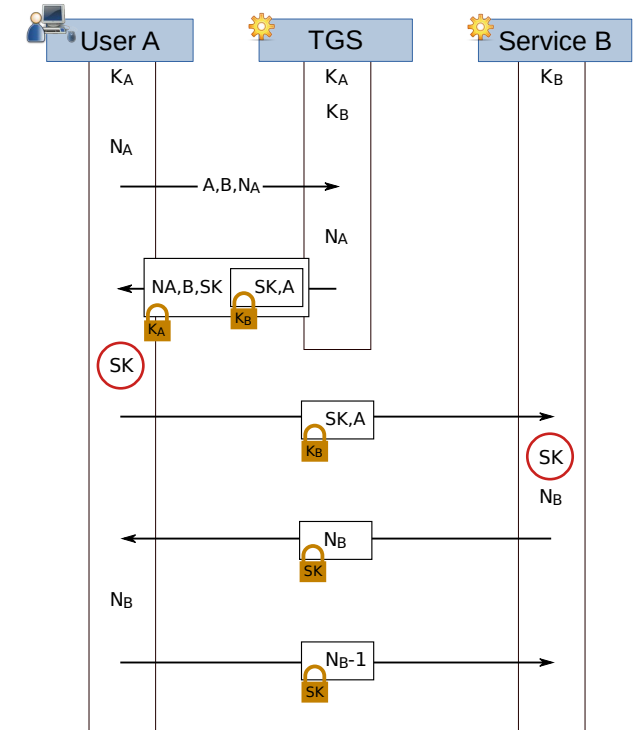 User A TGS Service B
KA KA KB
KB
NA
A,B,NA
NA
NA,B,SK SK,A
KA KB
SK
SK,A
KB
SK
NB
NB
SK
NB
NB-1
SK